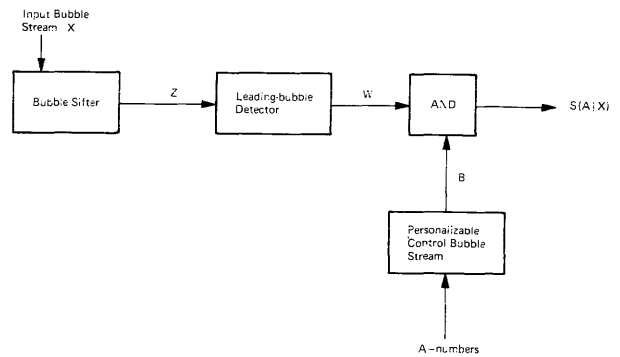 Input Bubble
Stream X
Bubble Sifter
Z
Leading-bubble
Detector
W
AND
S(A|X)
B
Personalizable
Control Bubble
Stream
A-numbers